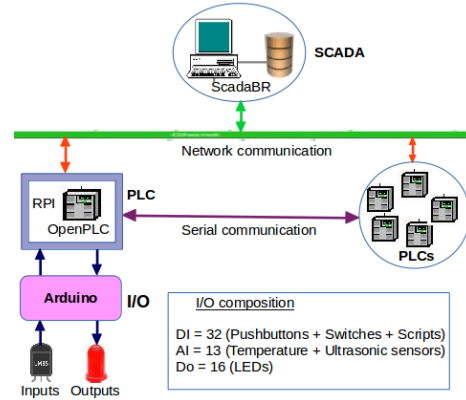 SCADA
ScadaBR
Network communication
RPI
PLC
OpenPLC
Serial communication
PLCs
Arduino
I/O
I/O composition
DI = 32 (Pushbuttons + Switches + Scripts)
AI = 13 (Temperature + Ultrasonic sensors)
Do = 16 (LEDs)
Inputs
Outputs